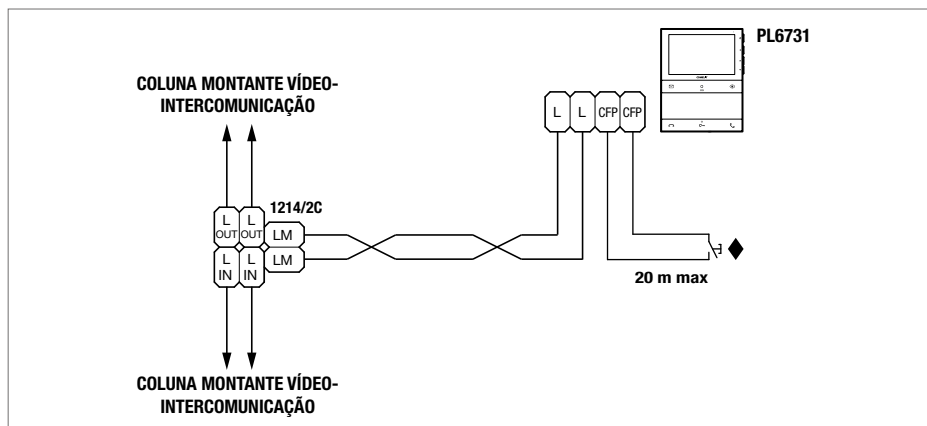 PL6731
COLUNA MONTANTE VÍDEO-
INTERCOMUNICAÇÃO
L L CFP CFP
1214/2C
L OUT L OUT LM
L IN L IN LM
20 m max
COLUNA MONTANTE VÍDEO-
INTERCOMUNICAÇÃO